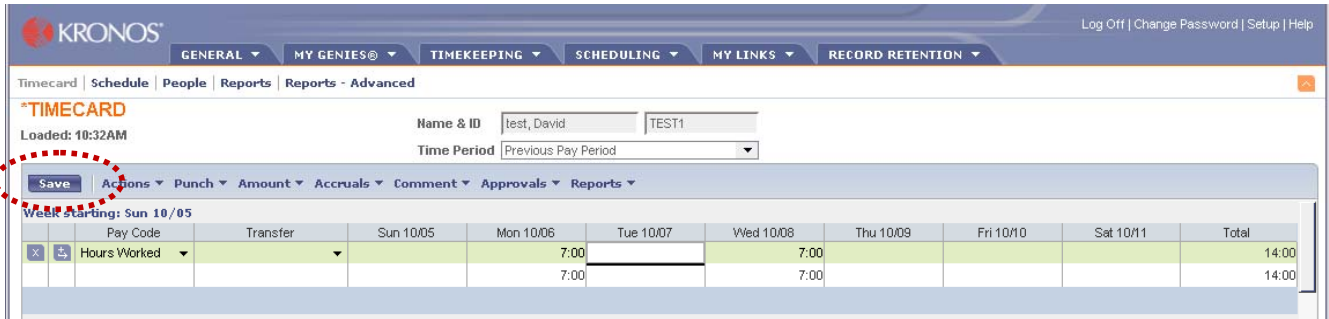 Log Off | Change Password | Setup | Help
KRONOS®
GENERAL MY GENIES® TIMEKEEPING SCHEDULING MY LINKS RECORD RETENTION
Timecard | Schedule | People | Reports | Reports - Advanced
*TIMECARD
Loaded: 10:32AM
Name & ID test, David TEST1
Time Period Previous Pay Period
Save Actions Punch Amount Accruals Comment Approvals Reports
Week starting: Sun 10/05
Pay Code Transfer Sun 10/05 Mon 10/06 Tue 10/07 Wed 10/08 Thu 10/09 Fri 10/10 Sat 10/11 Total
X Hours Worked 7:00 7:00 14:00
7:00 7:00 14:00